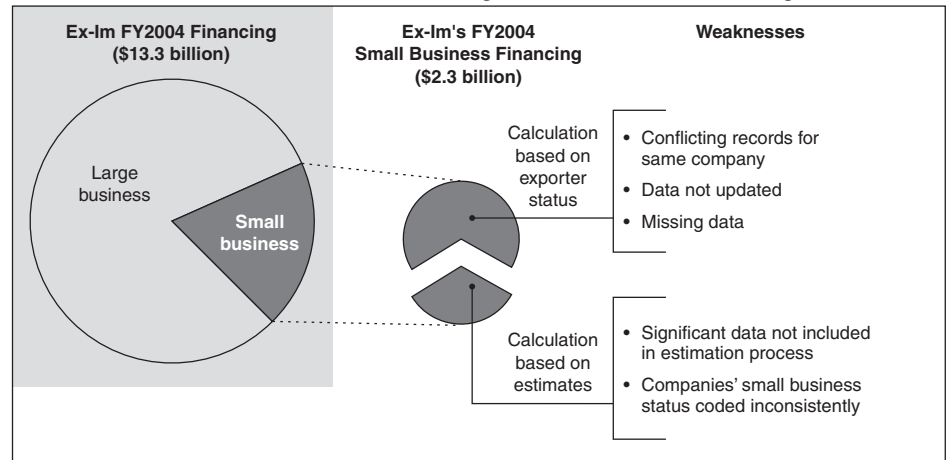 Ex-Im FY2004 Financing
($13.3 billion)
Ex-Im's FY2004
Small Business Financing
($2.3 billion)
Weaknesses
Large
business
Small
business
Calculation
based on
exporter
status
• Conflicting records for
same company
• Data not updated
• Missing data
Calculation
based on
estimates
• Significant data not included
in estimation process
• Companies' small business
status coded inconsistently